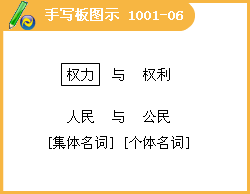 手写板图示 1001-06
权力 与 权利
人民 与 公民
[集体名词] [个体名词]